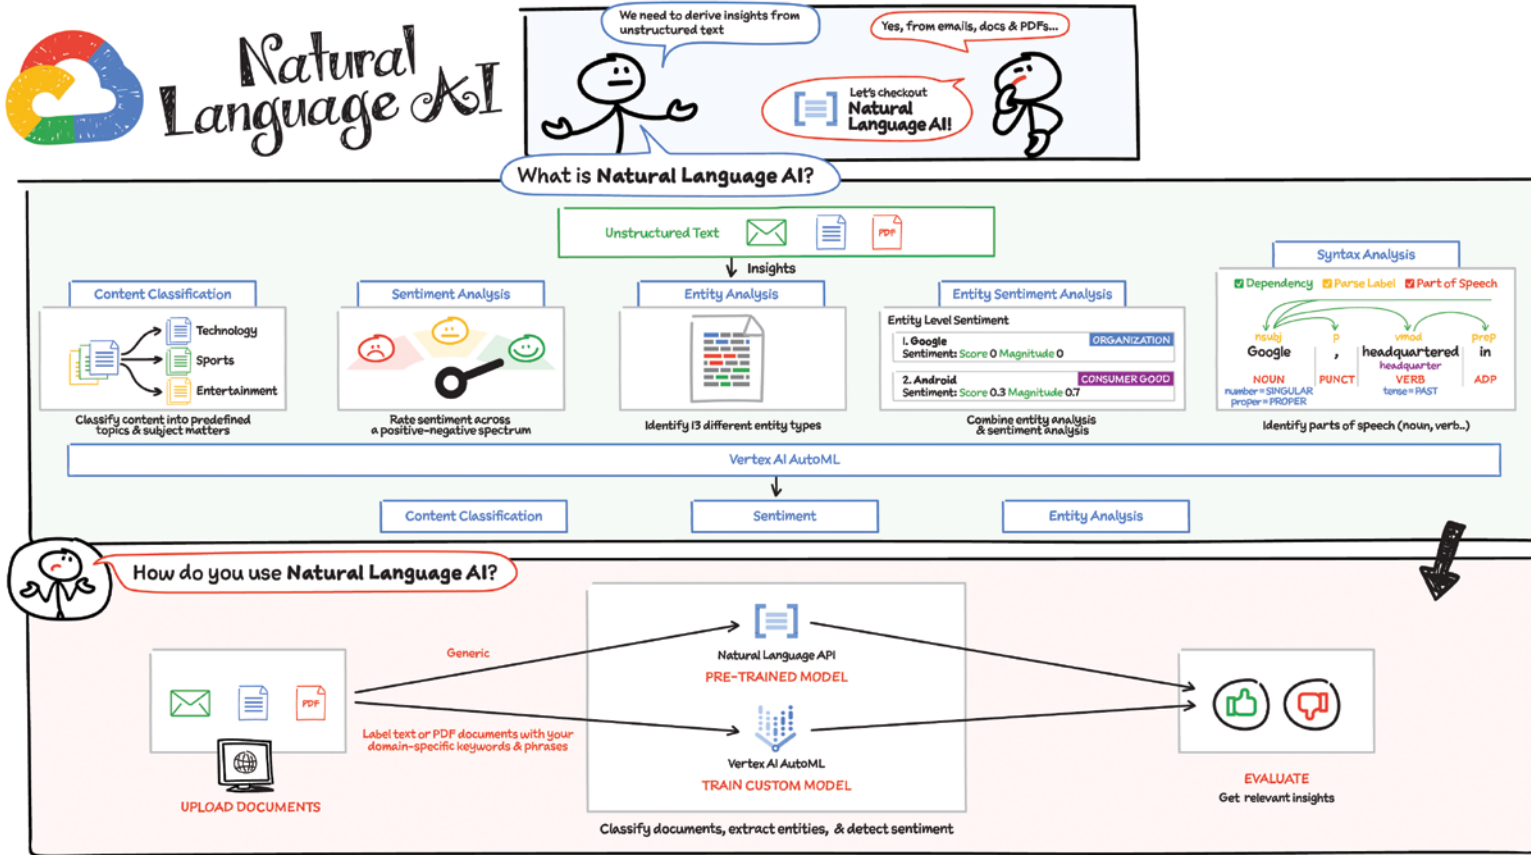 Natural
Language AI
We need to derive insights from
unstructured text
Yes, from emails, docs & PDFs...
Let's checkout
Natural
Language AI!
What is Natural Language AI?
Unstructured Text
PDF
Insights
Content Classification
Technology
Sports
Entertainment
Classify content into predefined
topics & subject matters
Sentiment Analysis
Rate sentiment across
a positive-negative spectrum
Entity Analysis
Identify 13 different entity types
Entity Sentiment Analysis
Entity Level Sentiment
1. Google
ORGANIZATION
Sentiment: Score 0 Magnitude 0
2. Android
CONSUMER GOOD
Sentiment: Score 0.3 Magnitude 0.7
Combine entity analysis
& sentiment analysis
Syntax Analysis
Dependency Parse Label Part of Speech
nsubj p vmod prep
Google , headquartered in
headquarter
NOUN PUNCT VERB ADP
number = SINGULAR tense = PAST
proper = PROPER
Identify parts of speech (noun, verb..)
Vertex AI AutoML
Content Classification
Sentiment
Entity Analysis
How do you use Natural Language AI?
PDF
UPLOAD DOCUMENTS
Generic
Label text or PDF documents with your
domain-specific keywords & phrases
Natural Language API
PRE-TRAINED MODEL
Vertex AI AutoML
TRAIN CUSTOM MODEL
Classify documents, extract entities, & detect sentiment
EVALUATE
Get relevant insights